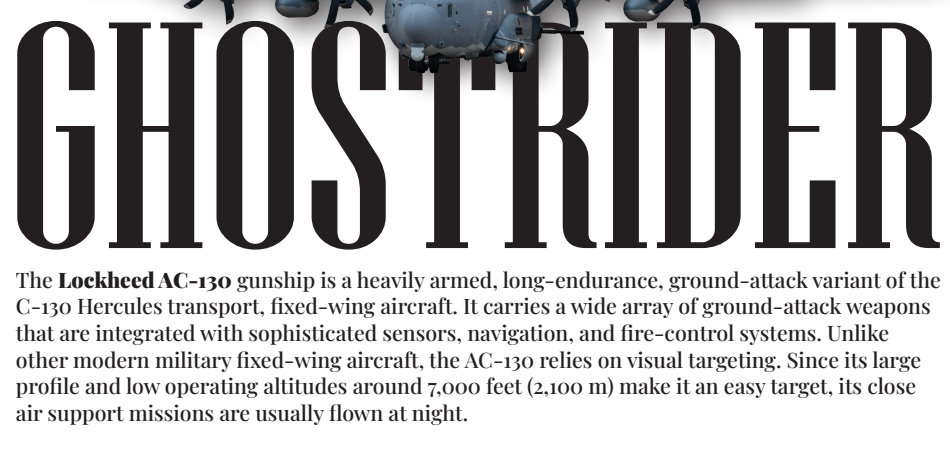 GHOSTRIDER
The Lockheed AC-130 gunship is a heavily armed, long-endurance, ground-attack variant of the
C-130 Hercules transport, fixed-wing aircraft. It carries a wide array of ground-attack weapons
that are integrated with sophisticated sensors, navigation, and fire-control systems. Unlike
other modern military fixed-wing aircraft, the AC-130 relies on visual targeting. Since its large
profile and low operating altitudes around 7,000 feet (2,100 m) make it an easy target, its close
air support missions are usually flown at night.